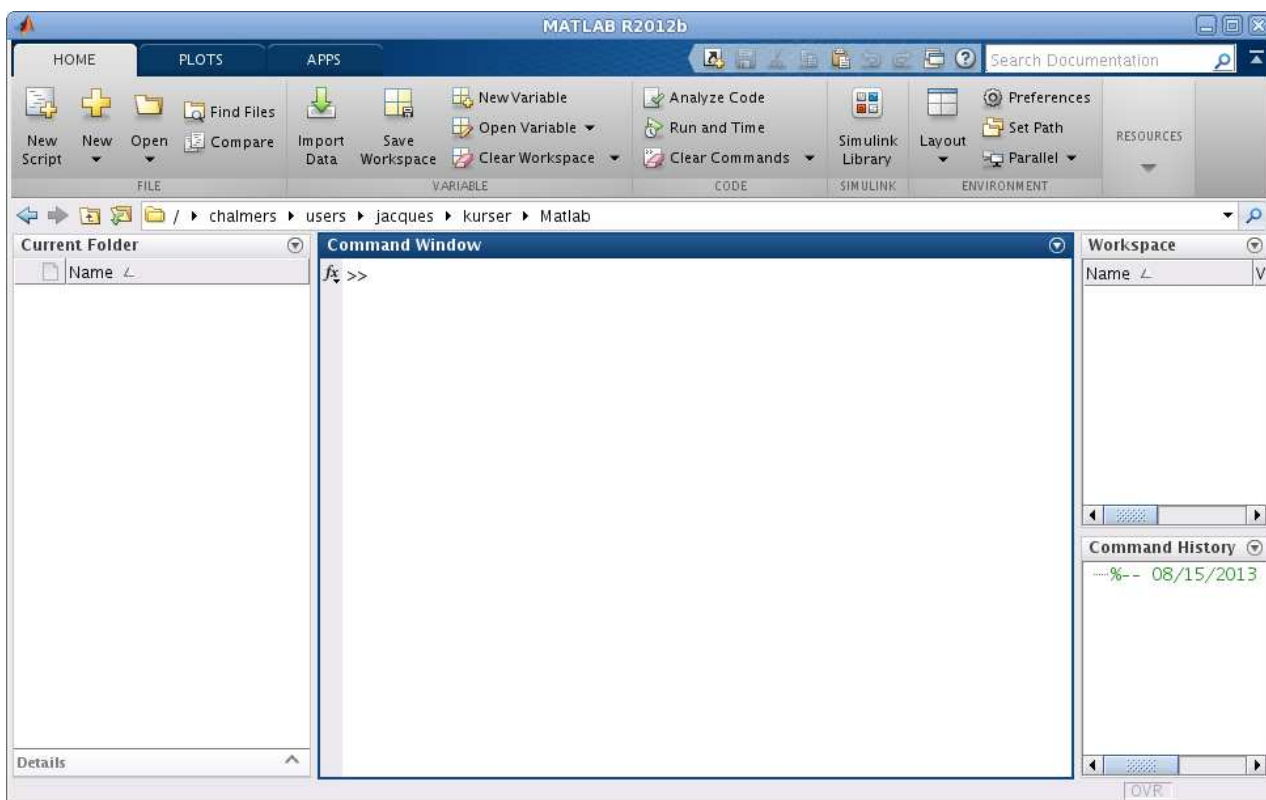 MATLAB R2012b
HOME PLOTS APPS Search Documentation
New Script New Open Find Files Compare
Import Data Save Workspace New Variable Open Variable Clear Workspace
Analyze Code Run and Time Clear Commands
Simulink Library Layout Preferences Set Path Parallel RESOURCES
FILE VARIABLE CODE SIMULINK ENVIRONMENT
/ chalmers users jacques kurser Matlab
Current Folder
Name
Command Window
fx >>
Workspace
Name V
Command History
%-- 08/15/2013
Details
OVR